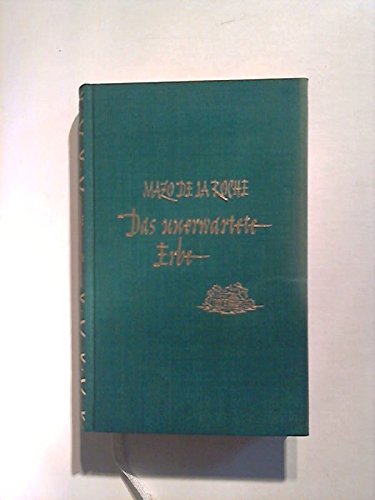 MAZO DE LA ROCHE
Das unerwartete
Erbe